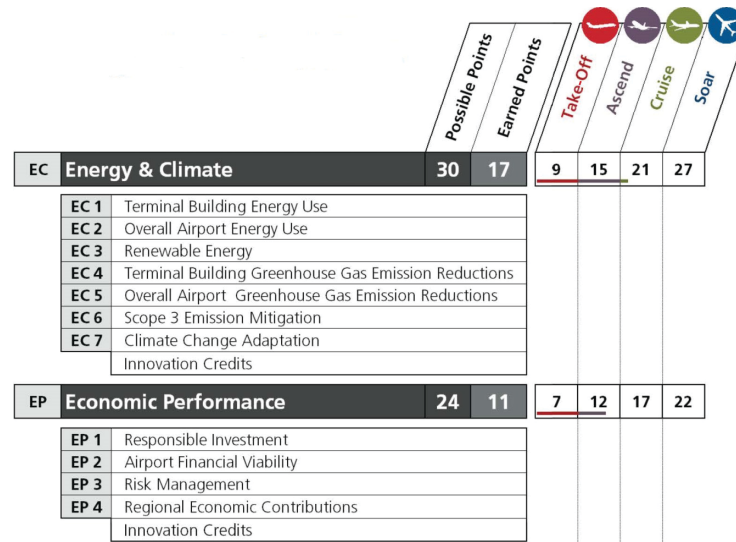 Possible Points
Earned Points
Take-Off
Ascend
Cruise
Soar
EC Energy & Climate 30 17 9 15 21 27
EC 1 Terminal Building Energy Use
EC 2 Overall Airport Energy Use
EC 3 Renewable Energy
EC 4 Terminal Building Greenhouse Gas Emission Reductions
EC 5 Overall Airport Greenhouse Gas Emission Reductions
EC 6 Scope 3 Emission Mitigation
EC 7 Climate Change Adaptation
Innovation Credits
EP Economic Performance 24 11 7 12 17 22
EP 1 Responsible Investment
EP 2 Airport Financial Viability
EP 3 Risk Management
EP 4 Regional Economic Contributions
Innovation Credits